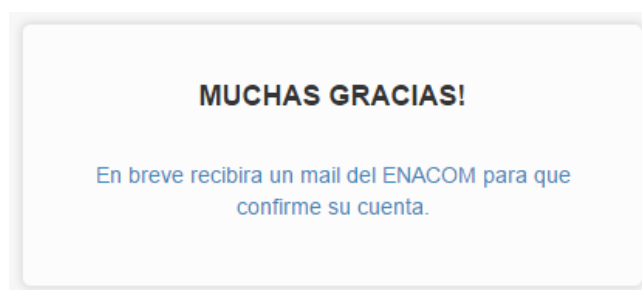 MUCHAS GRACIAS!
En breve recibira un mail del ENACOM para que
confirme su cuenta.